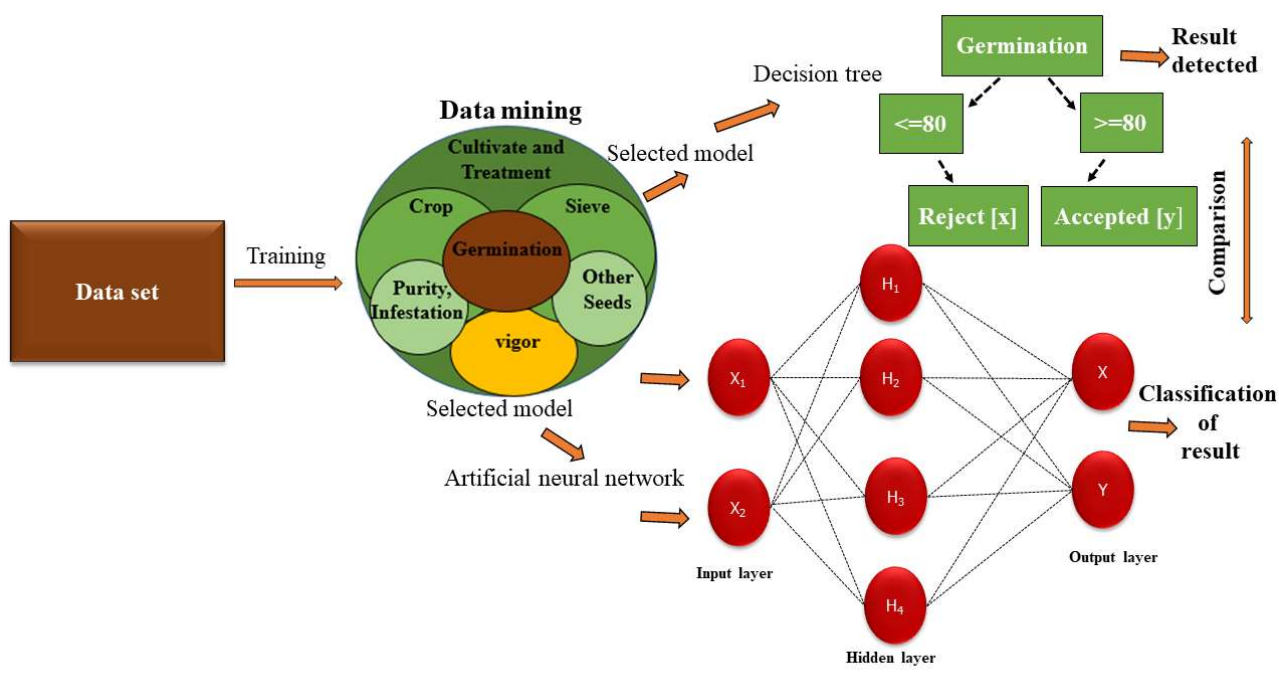 Data set
Training
Data mining
Cultivate and
Treatment
Crop
Sieve
Germination
Purity,
Infestation
Other
Seeds
vigor
Selected model
Decision tree
Germination
Result
detected
<=80
>=80
Reject [x]
Accepted [y]
Comparison
Selected model
Artificial neural network
X1
X2
Input layer
H1
H2
H3
H4
Hidden layer
X
Y
Output layer
Classification
of
result